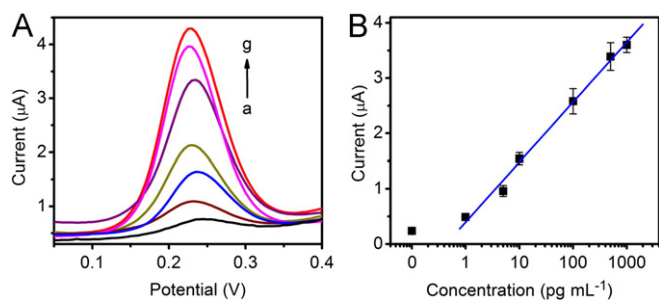 A
B
g
a
4
3
2
1
Current (μA)
0.1 0.2 0.3 0.4
Potential (V)
4
3
2
1
0
Current (μA)
0 1 10 100 1000
Concentration (pg mL⁻¹)